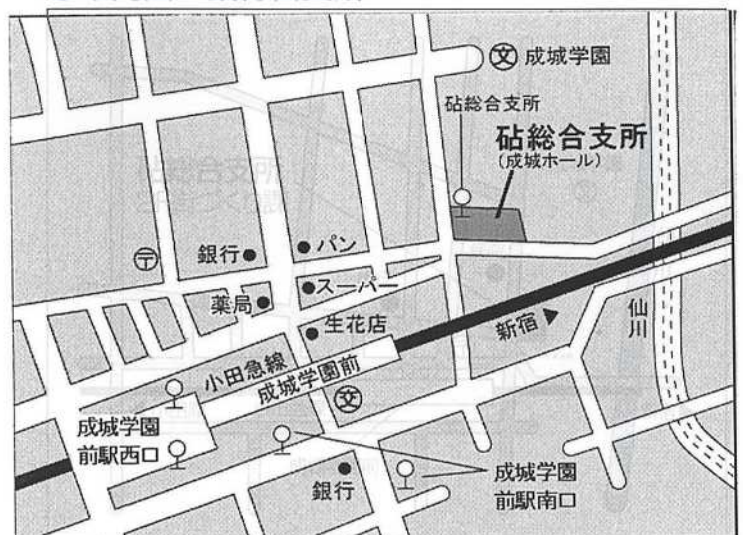 文 成城学園
砧総合支所
砧総合支所
(成城ホール)
〒
銀行
パン
薬局
スーパー
生花店
新宿
仙川
小田急線
成城学園前
文
成城学園
前駅西口
銀行
成城学園
前駅南口